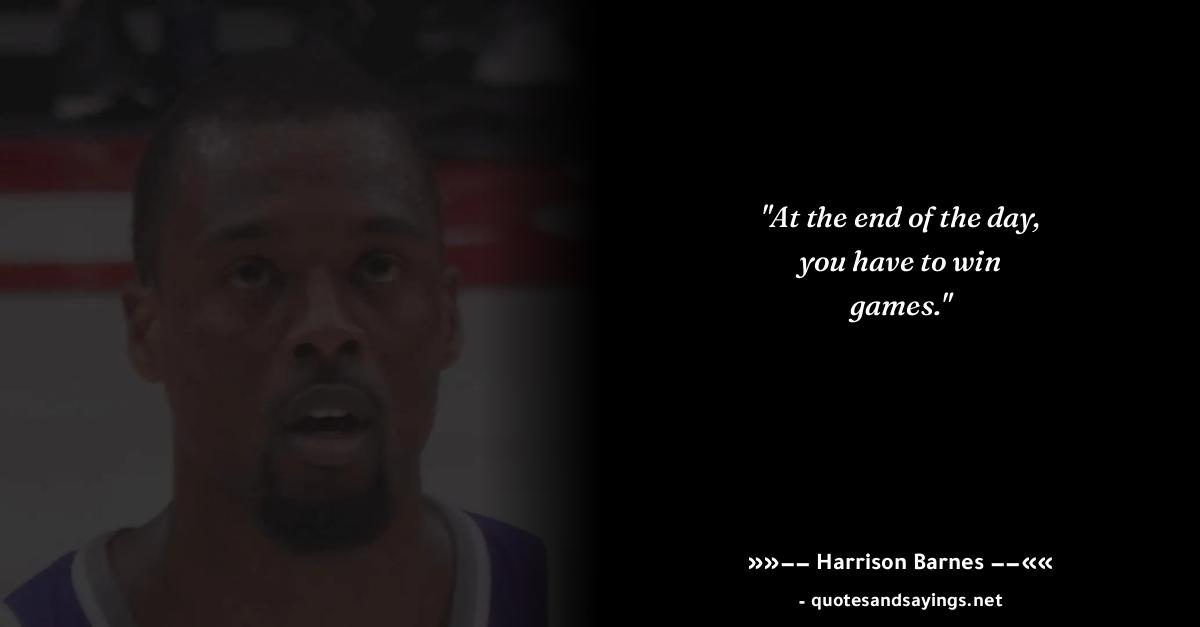 "At the end of the day,
you have to win
games."
»»–– Harrison Barnes ––««
- quotesandsayings.net